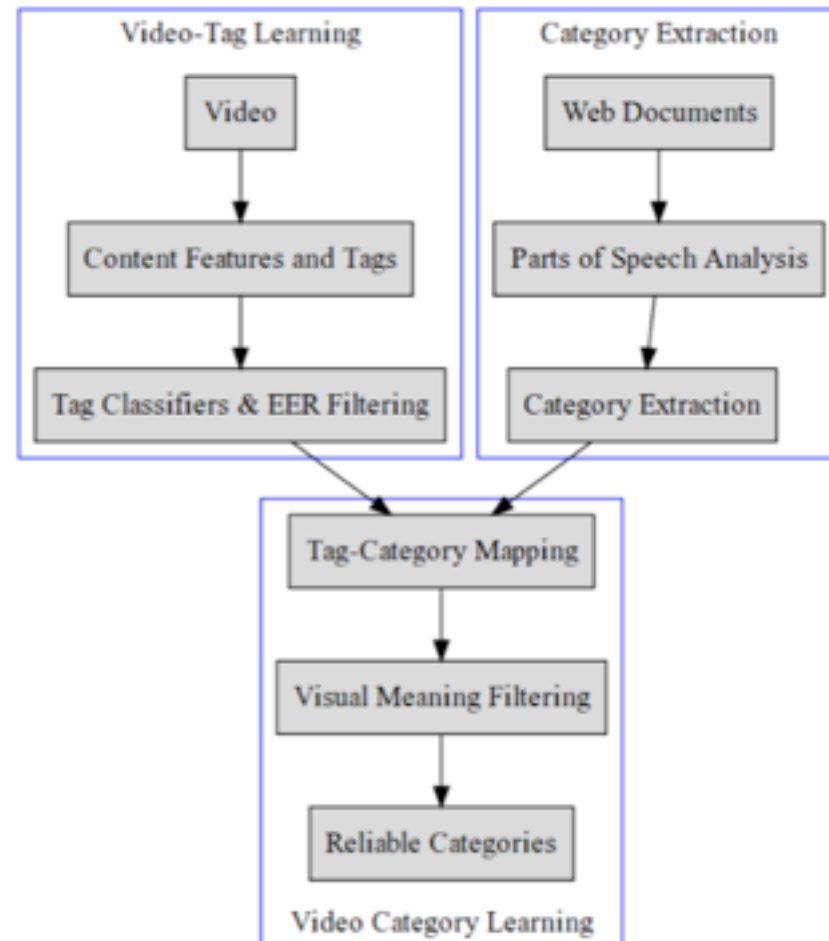 Video-Tag Learning
Video
Content Features and Tags
Tag Classifiers & EER Filtering
Category Extraction
Web Documents
Parts of Speech Analysis
Category Extraction
Tag-Category Mapping
Visual Meaning Filtering
Reliable Categories
Video Category Learning